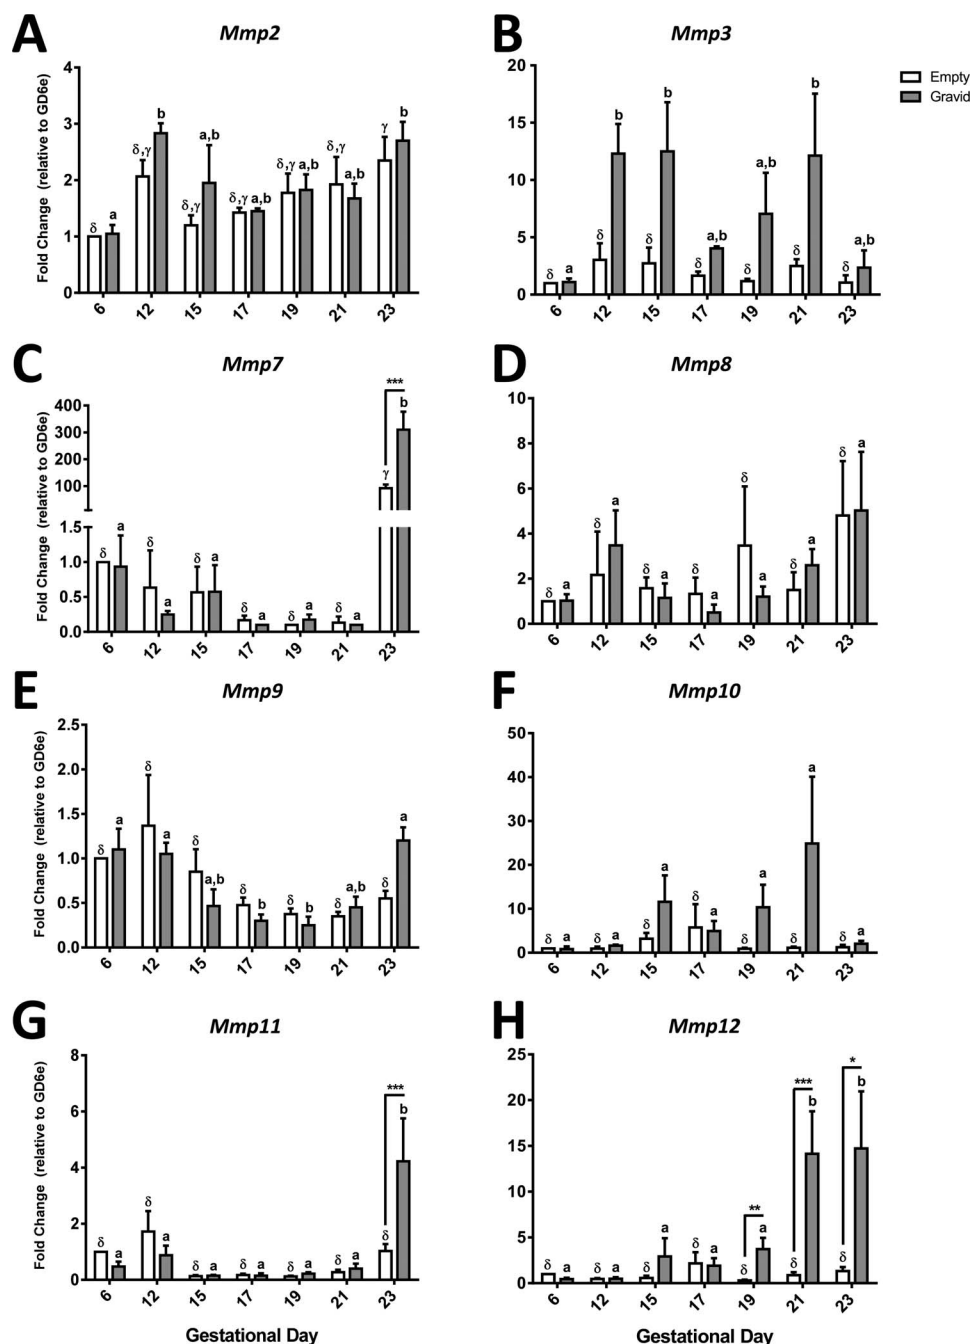 A
Mmp2
Fold Change (relative to GD6e)
4
3
2
1
0
δ
a
δ,γ
b
δ,γ
a,b
δ,γ
a,b
δ,γ
a,b
δ,γ
a,b
γ
b
6
12
15
17
19
21
23
B
Mmp3
Empty
Gravid
20
15
10
5
0
δ
a
δ
b
δ
b
δ
a,b
δ
a,b
δ
b
δ
a,b
6
12
15
17
19
21
23
C
Mmp7
Fold Change (relative to GD6e)
400
300
200
100
1.5
1.0
0.5
0.0
δ
a
δ
a
δ
a
δ
a
δ
a
δ
a
γ
b
***
6
12
15
17
19
21
23
D
Mmp8
10
8
6
4
2
0
δ
a
δ
a
δ
a
δ
a
δ
a
δ
a
δ
a
6
12
15
17
19
21
23
E
Mmp9
Fold Change (relative to GD6e)
2.5
2.0
1.5
1.0
0.5
0.0
δ
a
δ
a
δ
a,b
δ
b
δ
b
δ
a,b
δ
a
6
12
15
17
19
21
23
F
Mmp10
50
40
30
20
10
0
δ
a
δ
a
δ
a
δ
a
δ
a
δ
a
δ
a
6
12
15
17
19
21
23
G
Mmp11
Fold Change (relative to GD6e)
8
6
4
2
0
δ
a
δ
a
δ
a
δ
a
δ
a
δ
a
δ
b
***
6
12
15
17
19
21
23
Gestational Day
H
Mmp12
25
20
15
10
5
0
δ
a
δ
a
δ
a
δ
a
δ
a
**
δ
b
***
δ
b
*
6
12
15
17
19
21
23
Gestational Day